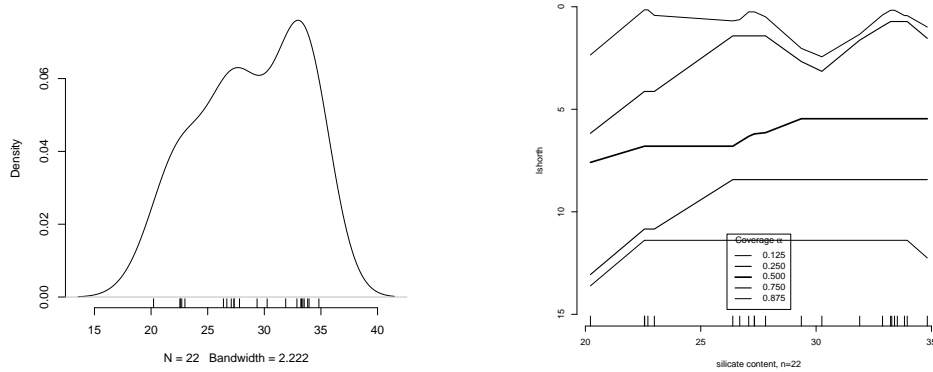 Density
0.00 0.02 0.04 0.06
15 20 25 30 35 40
N = 22 Bandwidth = 2.222
lshorth
0
5
10
15
Coverage α
0.125
0.250
0.500
0.750
0.875
20 25 30 35
silicate content, n=22